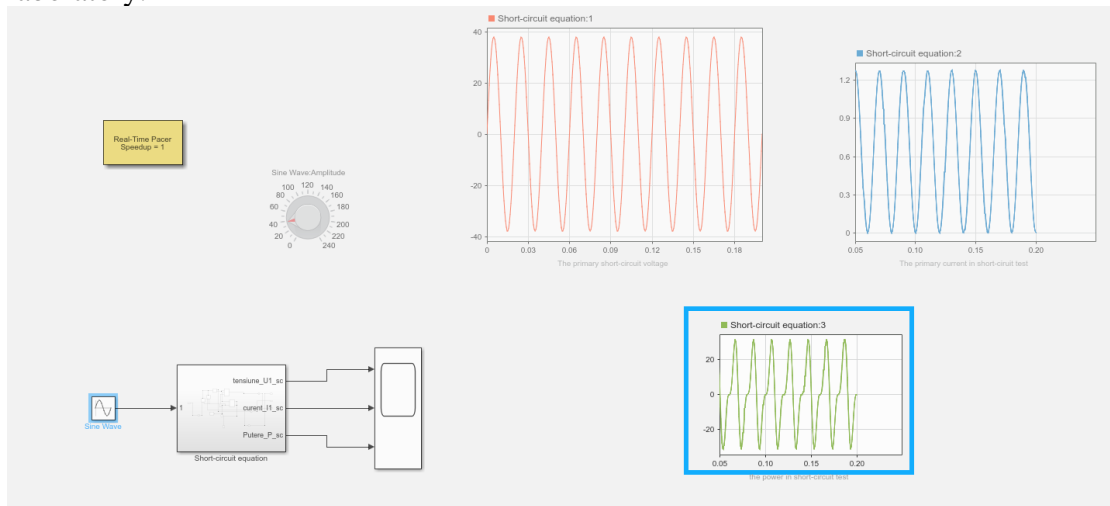 Short-circuit equation:1
40
20
0
-20
-40
0 0.03 0.06 0.09 0.12 0.15 0.18
The primary short-circuit voltage
Short-circuit equation:2
1.2
0.9
0.6
0.3
0
0.05 0.10 0.15 0.20
The primary current in short-ciruit test
Real-Time Pacer
Speedup = 1
Sine Wave:Amplitude
100 120 140
80 160
60 180
40 200
20 220
0 240
Short-circuit equation:3
20
0
-20
0.05 0.10 0.15 0.20
the power in short-circuit test
Sine Wave
1
tensiune_U1_sc
curent_I1_sc
Putere_P_sc
Short-circuit equation